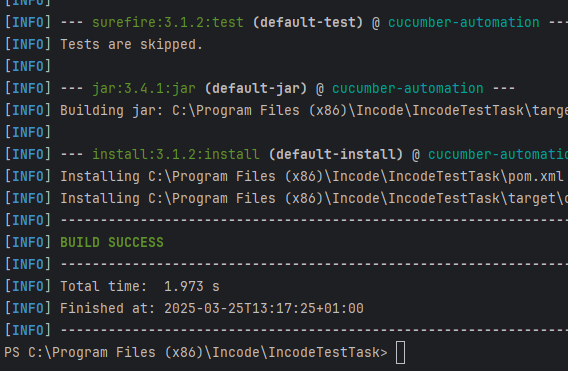 [INFO]
[INFO] --- surefire:3.1.2:test (default-test) @ cucumber-automation ---
[INFO] Tests are skipped.
[INFO]
[INFO] --- jar:3.4.1:jar (default-jar) @ cucumber-automation ---
[INFO] Building jar: C:\Program Files (x86)\Incode\IncodeTestTask\targe
[INFO]
[INFO] --- install:3.1.2:install (default-install) @ cucumber-automatio
[INFO] Installing C:\Program Files (x86)\Incode\IncodeTestTask\pom.xml
[INFO] Installing C:\Program Files (x86)\Incode\IncodeTestTask\target\c
[INFO] ----------------------------------------------------------------
[INFO] BUILD SUCCESS
[INFO] ----------------------------------------------------------------
[INFO] Total time:  1.973 s
[INFO] Finished at: 2025-03-25T13:17:25+01:00
[INFO] ----------------------------------------------------------------
PS C:\Program Files (x86)\Incode\IncodeTestTask>